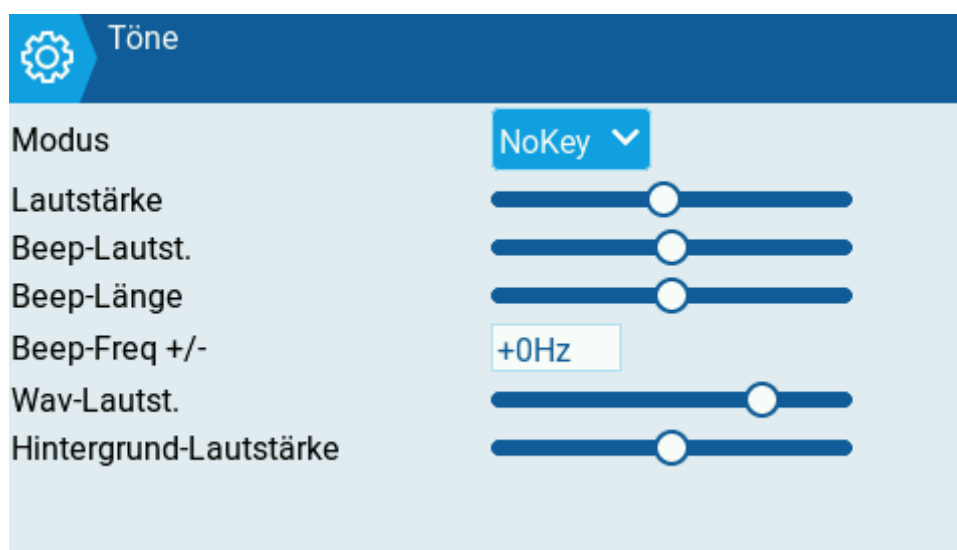 Töne
Modus NoKey
Lautstärke
Beep-Lautst.
Beep-Länge
Beep-Freq +/- +0Hz
Wav-Lautst.
Hintergrund-Lautstärke